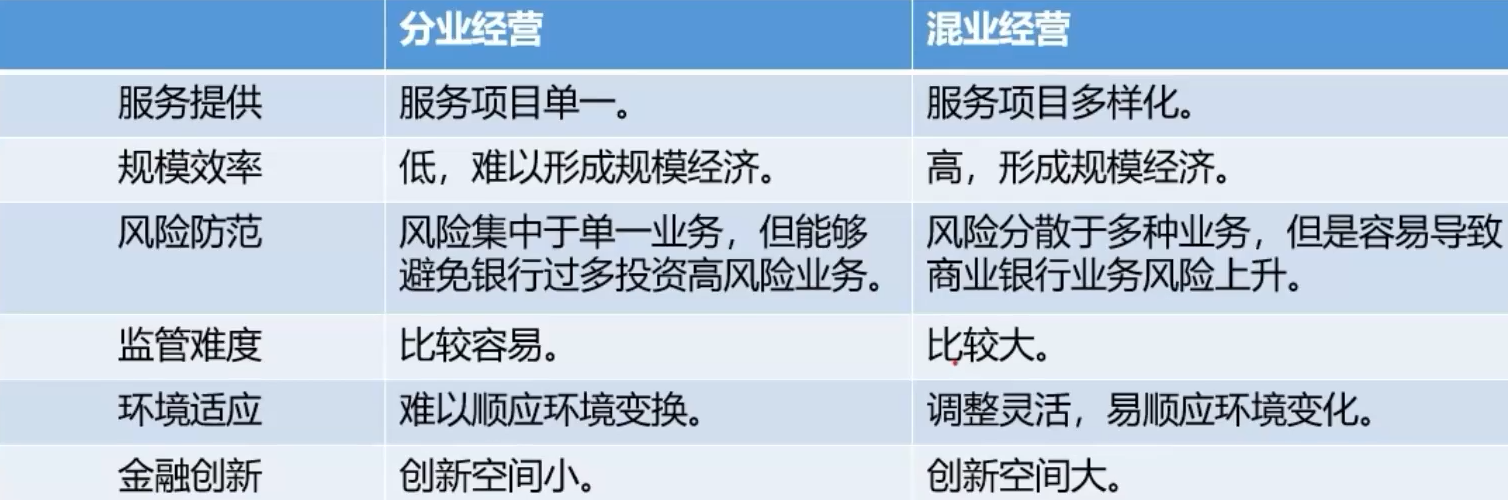 分业经营 混业经营
服务提供 服务项目单一。 服务项目多样化。
规模效率 低，难以形成规模经济。 高，形成规模经济。
风险防范 风险集中于单一业务，但能够 风险分散于多种业务，但是容易导致
避免银行过多投资高风险业务。 商业银行业务风险上升。
监管难度 比较容易。 比较大。
环境适应 难以顺应环境变换。 调整灵活，易顺应环境变化。
金融创新 创新空间小。 创新空间大。